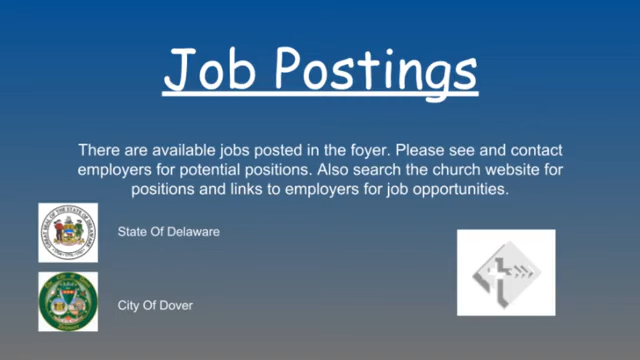 Job Postings
There are available jobs posted in the foyer. Please see and contact
employers for potential positions. Also search the church website for
positions and links to employers for job opportunities.
State Of Delaware
City Of Dover